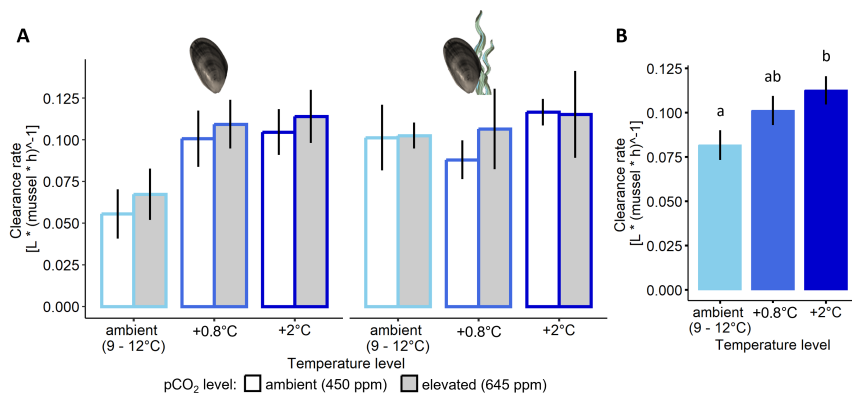 A
Clearance rate
[L * (mussel * h)^-1]
0.125
0.100
0.075
0.050
0.025
0.000
ambient
(9 - 12°C)
+0.8°C
+2°C
ambient
(9 - 12°C)
+0.8°C
+2°C
Temperature level
pCO₂ level: ambient (450 ppm) elevated (645 ppm)
B
Clearance rate
[L * (mussel * h)^-1]
0.125
0.100
0.075
0.050
0.025
0.000
a
ab
b
ambient
(9 - 12°C)
+0.8°C
+2°C
Temperature level